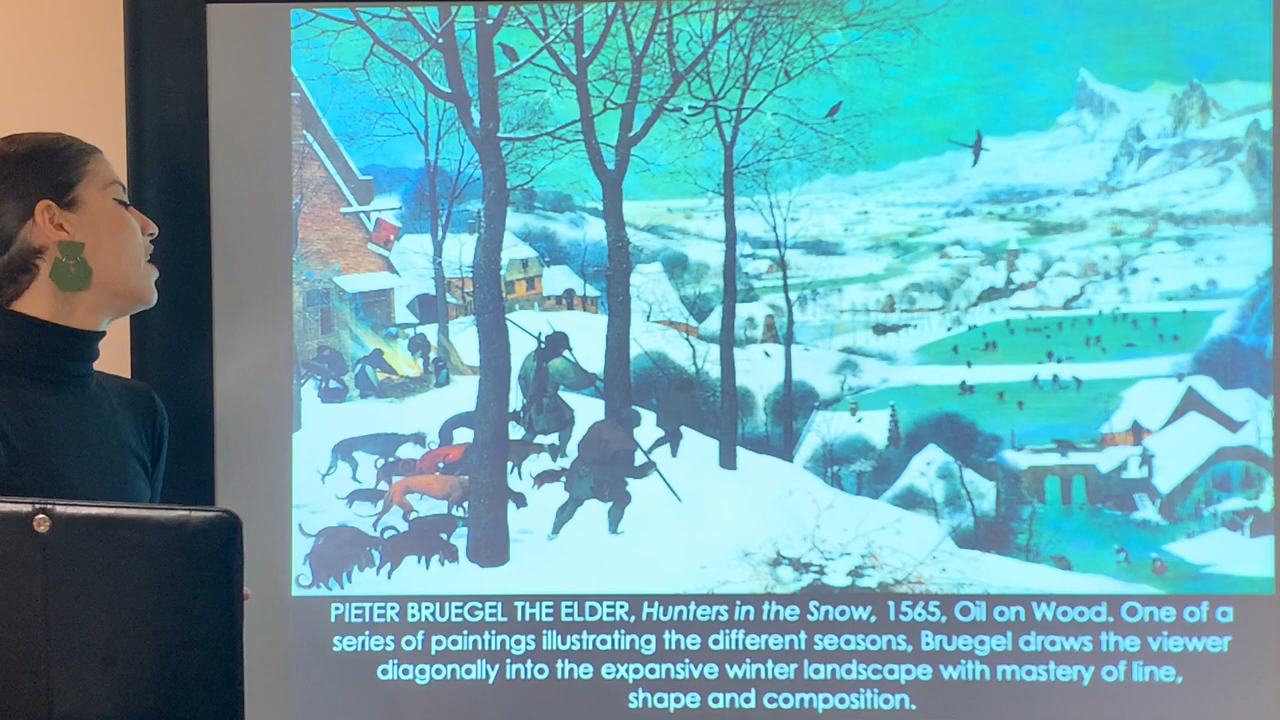 PIETER BRUEGEL THE ELDER, Hunters in the Snow, 1565, Oil on Wood. One of a
series of paintings illustrating the different seasons, Bruegel draws the viewer
diagonally into the expansive winter landscape with mastery of line,
shape and composition.